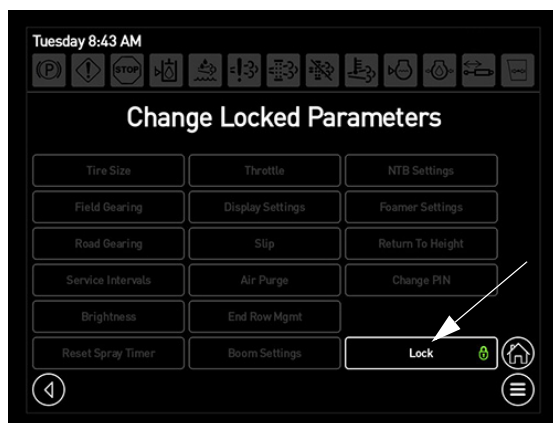 Tuesday 8:43 AM
P STOP
Change Locked Parameters
Tire Size Throttle NTB Settings
Field Gearing Display Settings Foamer Settings
Road Gearing Slip Return To Height
Service Intervals Air Purge Change PIN
Brightness End Row Mgmt
Reset Spray Timer Boom Settings Lock